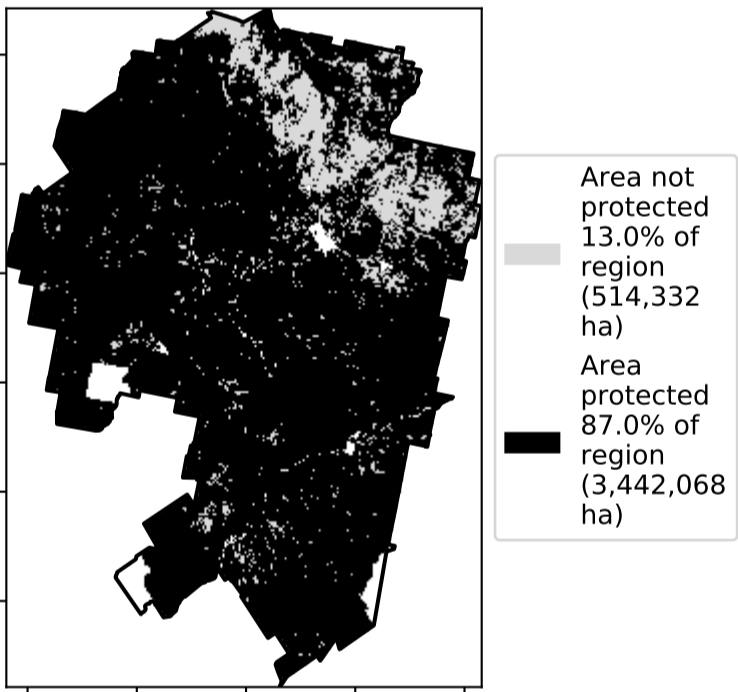 Area not
protected
13.0% of
region
(514,332
ha)
Area
protected
87.0% of
region
(3,442,068
ha)